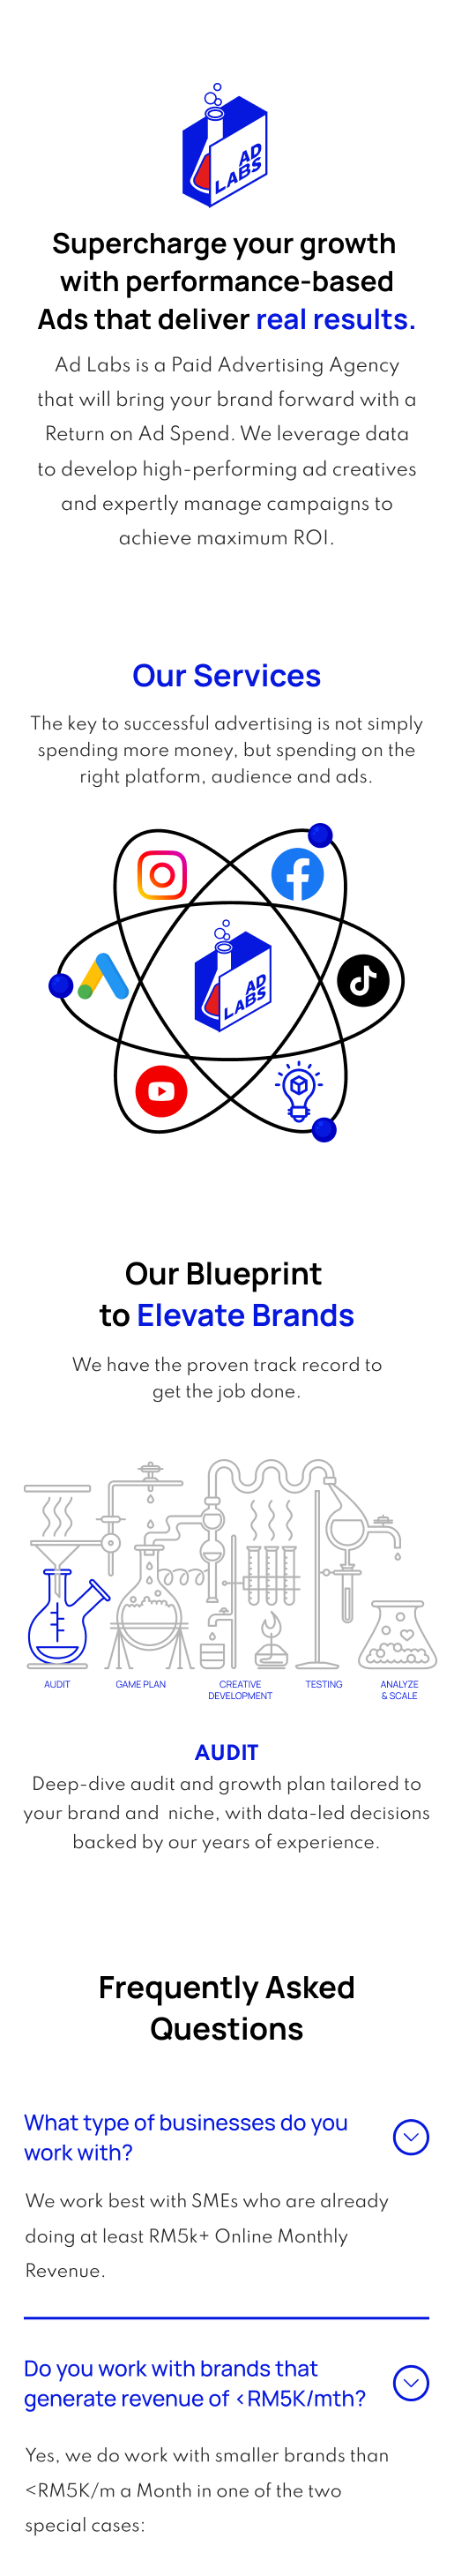 AD
LABS
Supercharge your growth
with performance-based
Ads that deliver real results.
Ad Labs is a Paid Advertising Agency
that will bring your brand forward with a
Return on Ad Spend. We leverage data
to develop high-performing ad creatives
and expertly manage campaigns to
achieve maximum ROI.
Our Services
The key to successful advertising is not simply
spending more money, but spending on the
right platform, audience and ads.
AD
LABS
Our Blueprint
to Elevate Brands
We have the proven track record to
get the job done.
AUDIT
GAME PLAN
CREATIVE
DEVELOPMENT
TESTING
ANALYZE
& SCALE
AUDIT
Deep-dive audit and growth plan tailored to
your brand and niche, with data-led decisions
backed by our years of experience.
Frequently Asked
Questions
What type of businesses do you
work with?
We work best with SMEs who are already
doing at least RM5k+ Online Monthly
Revenue.
Do you work with brands that
generate revenue of <RM5K/mth?
Yes, we do work with smaller brands than
<RM5K/m a Month in one of the two
special cases: